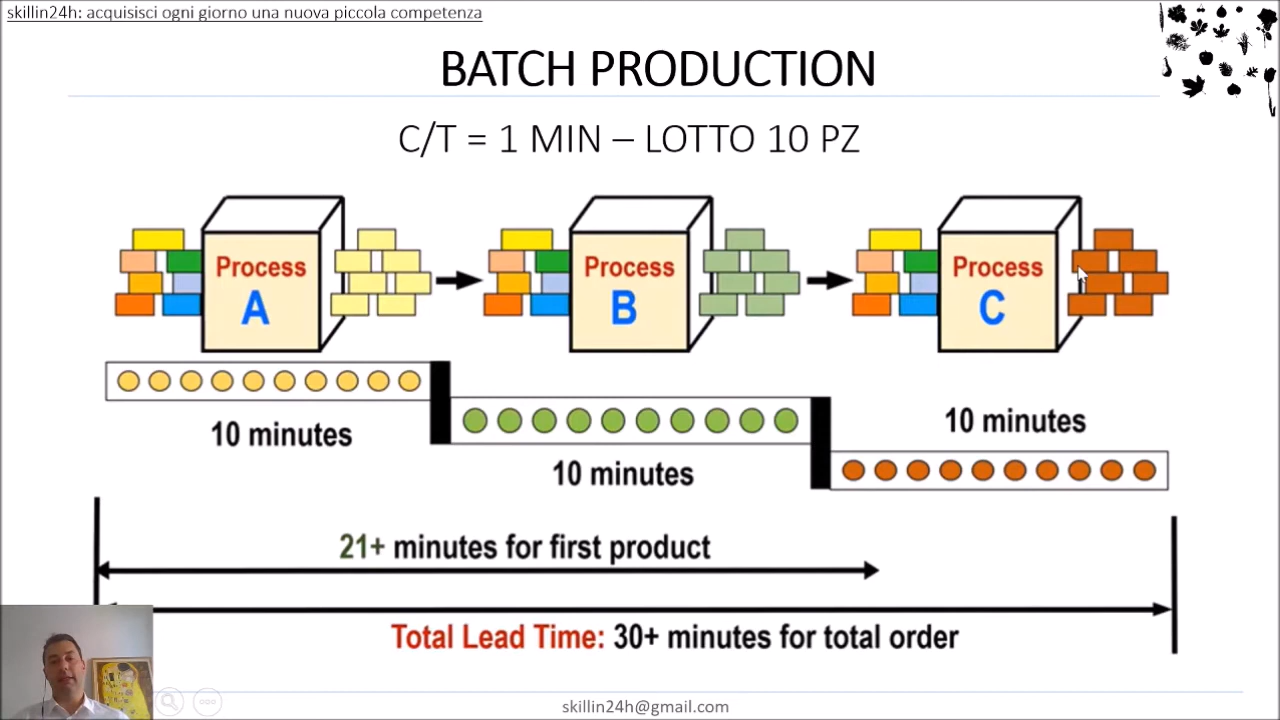 skillin24h: acquisisci ogni giorno una nuova piccola competenza
BATCH PRODUCTION
C/T = 1 MIN – LOTTO 10 PZ
Process
A
Process
B
Process
C
10 minutes
10 minutes
10 minutes
21+ minutes for first product
Total Lead Time: 30+ minutes for total order
skillin24h@gmail.com